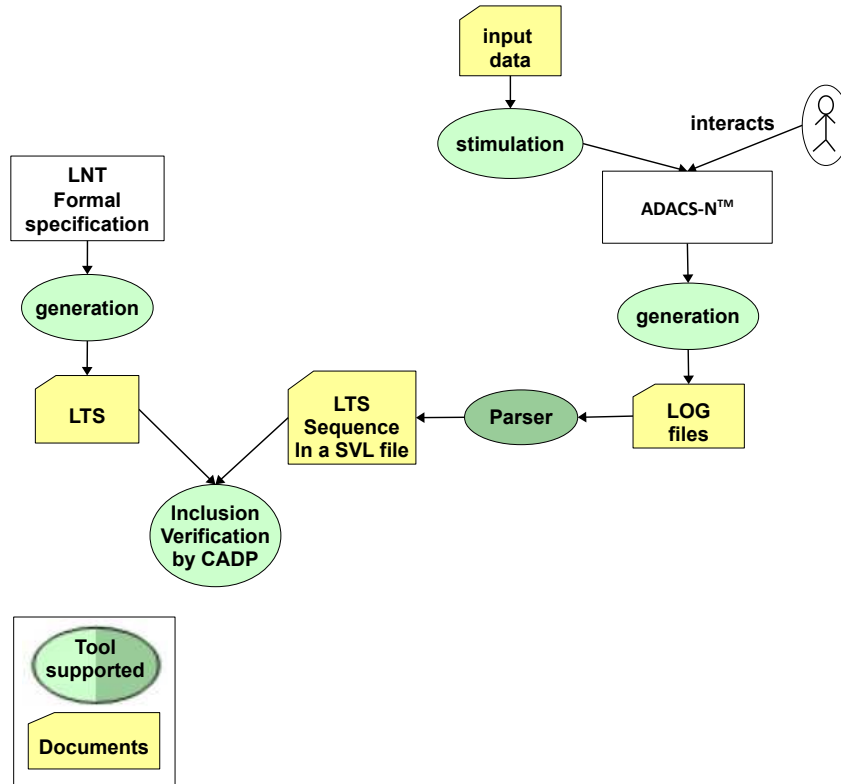 input
data
stimulation
interacts
LNT
Formal
specification
ADACS-N™
generation
generation
LTS
LTS
Sequence
In a SVL file
Parser
LOG
files
Inclusion
Verification
by CADP
Tool
supported
Documents